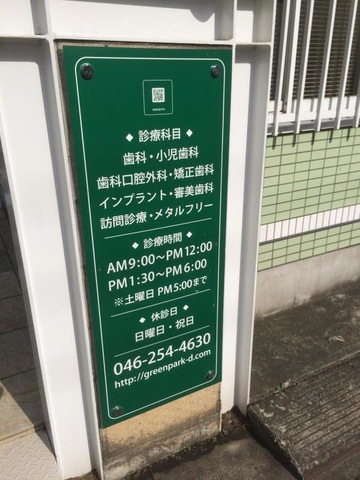 ◆ 診療科目 ◆
歯科・小児歯科
歯科口腔外科・矯正歯科
インプラント・審美歯科
訪問診療・メタルフリー
◆ 診療時間 ◆
AM9:00〜PM12:00
PM1:30〜PM6:00
※土曜日 PM5:00まで
◆ 休診日 ◆
日曜日・祝日
046-254-4630
http://greenpark-d.com